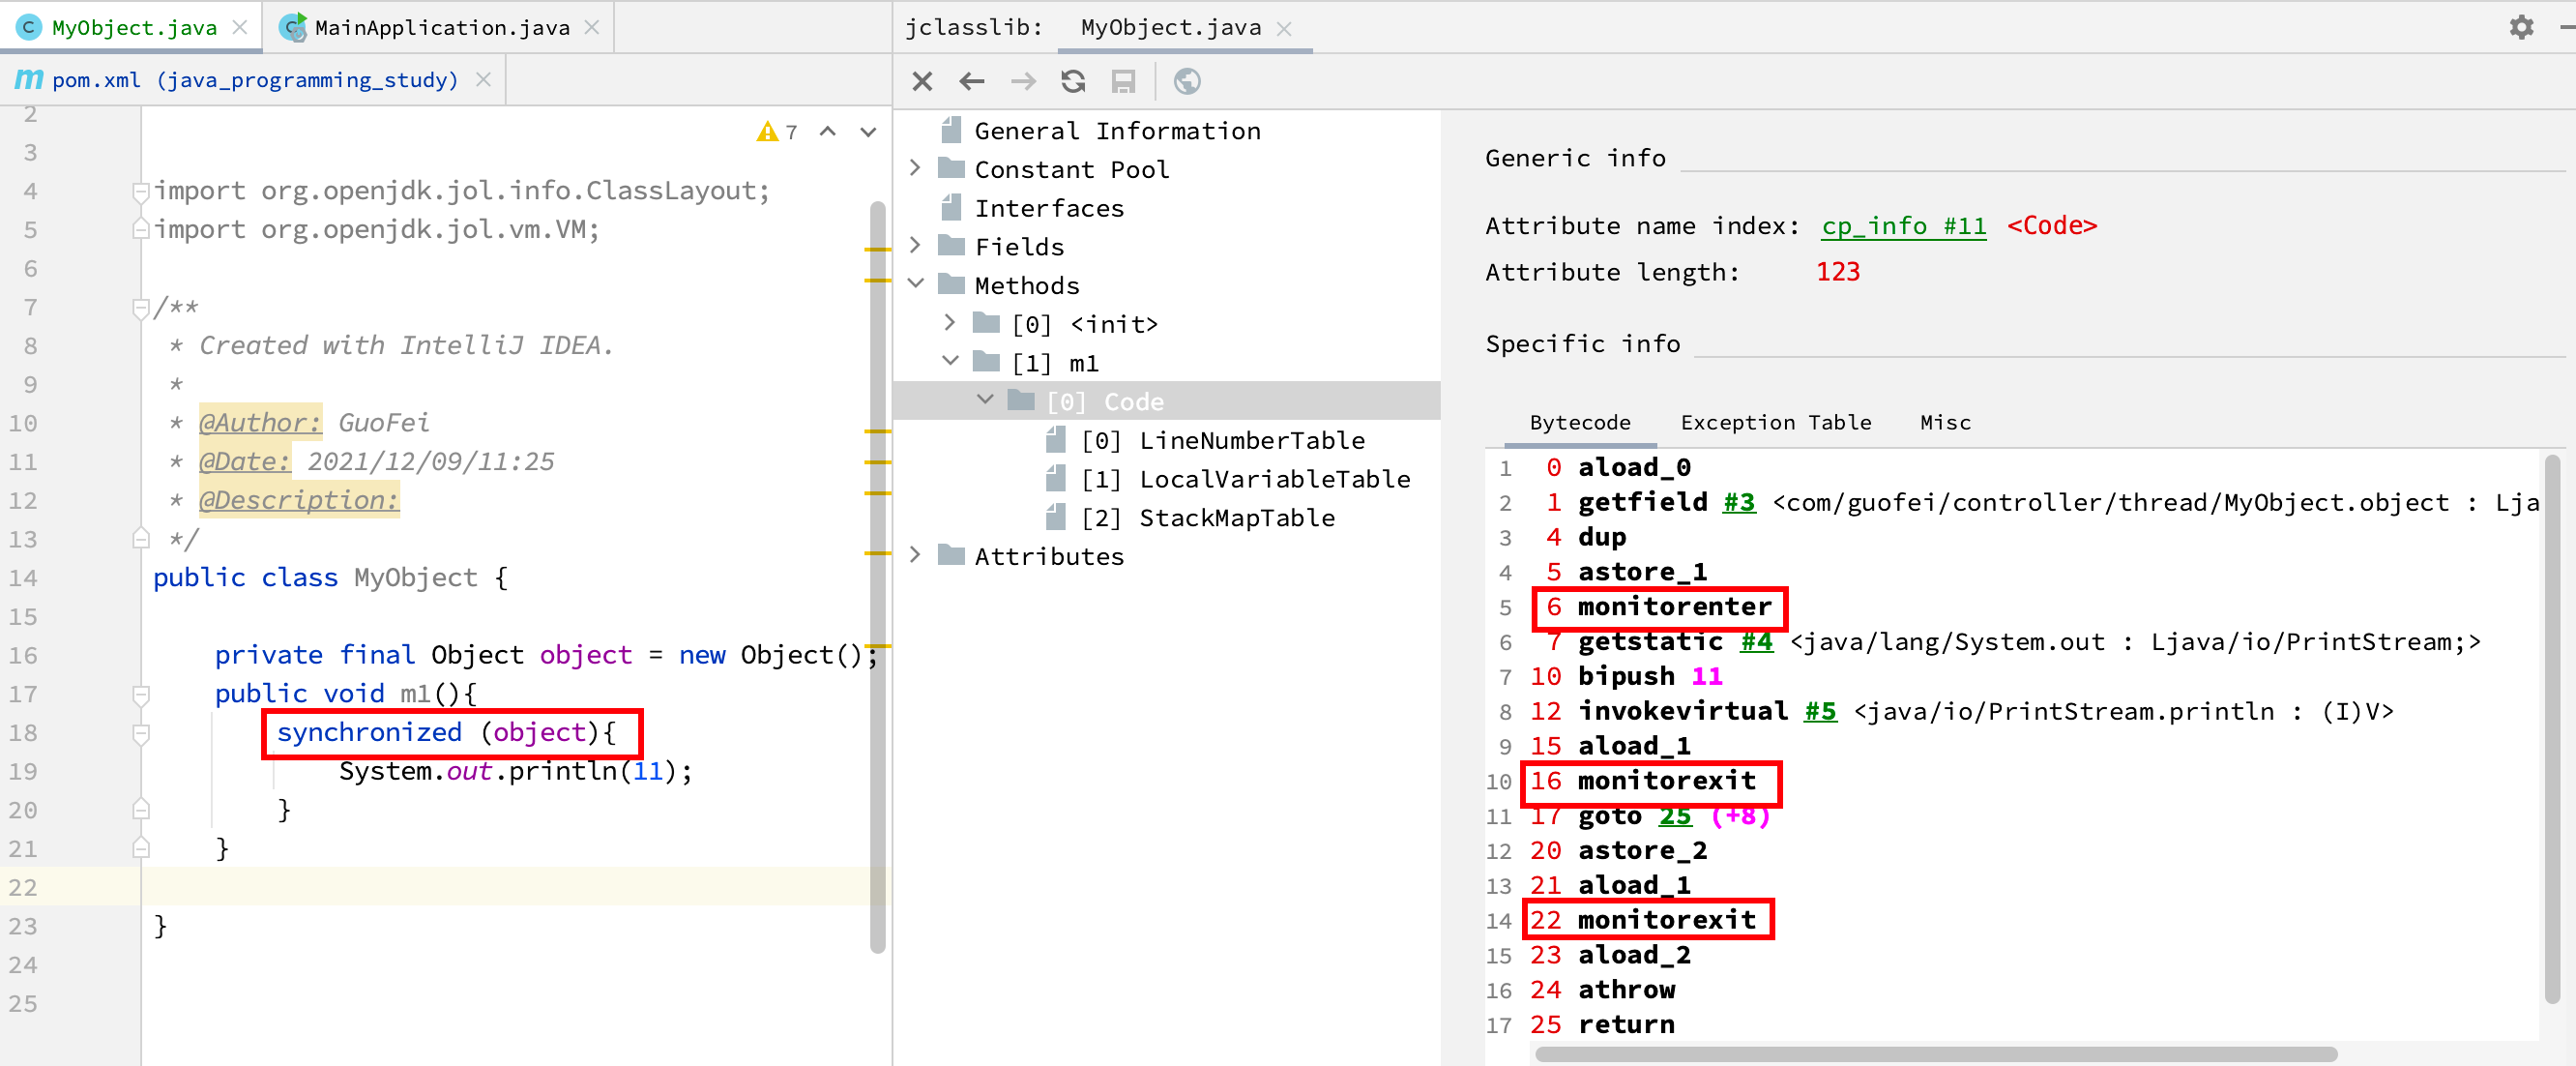 MyObject.java
MainApplication.java
pom.xml (java_programming_study)
7
2
3
4 import org.openjdk.jol.info.ClassLayout;
5 import org.openjdk.jol.vm.VM;
6
7 /**
8 * Created with IntelliJ IDEA.
9 *
10 * @Author: GuoFei
11 * @Date: 2021/12/09/11:25
12 * @Description:
13 */
14 public class MyObject {
15
16 private final Object object = new Object();
17 public void m1(){
18 synchronized (object){
19 System.out.println(11);
20 }
21 }
22
23 }
24
25
jclasslib: MyObject.java
General Information
Constant Pool
Interfaces
Fields
Methods
[0] <init>
[1] m1
[0] Code
[0] LineNumberTable
[1] LocalVariableTable
[2] StackMapTable
Attributes
Generic info
Attribute name index: cp_info #11 <Code>
Attribute length: 123
Specific info
Bytecode Exception Table Misc
1 0 aload_0
2 1 getfield #3 <com/guofei/controller/thread/MyObject.object : Lja
3 4 dup
4 5 astore_1
5 6 monitorenter
6 7 getstatic #4 <java/lang/System.out : Ljava/io/PrintStream;>
7 10 bipush 11
8 12 invokevirtual #5 <java/io/PrintStream.println : (I)V>
9 15 aload_1
10 16 monitorexit
11 17 goto 25 (+8)
12 20 astore_2
13 21 aload_1
14 22 monitorexit
15 23 aload_2
16 24 athrow
17 25 return